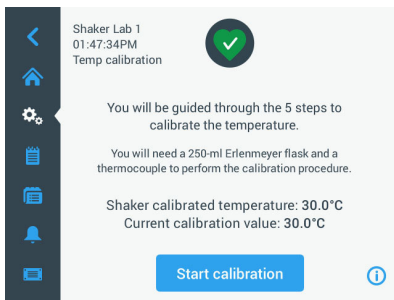 Shaker Lab 1
01:47:34PM
Temp calibration
You will be guided through the 5 steps to
calibrate the temperature.
You will need a 250-ml Erlenmeyer flask and a
thermocouple to perform the calibration procedure.
Shaker calibrated temperature: 30.0°C
Current calibration value: 30.0°C
Start calibration